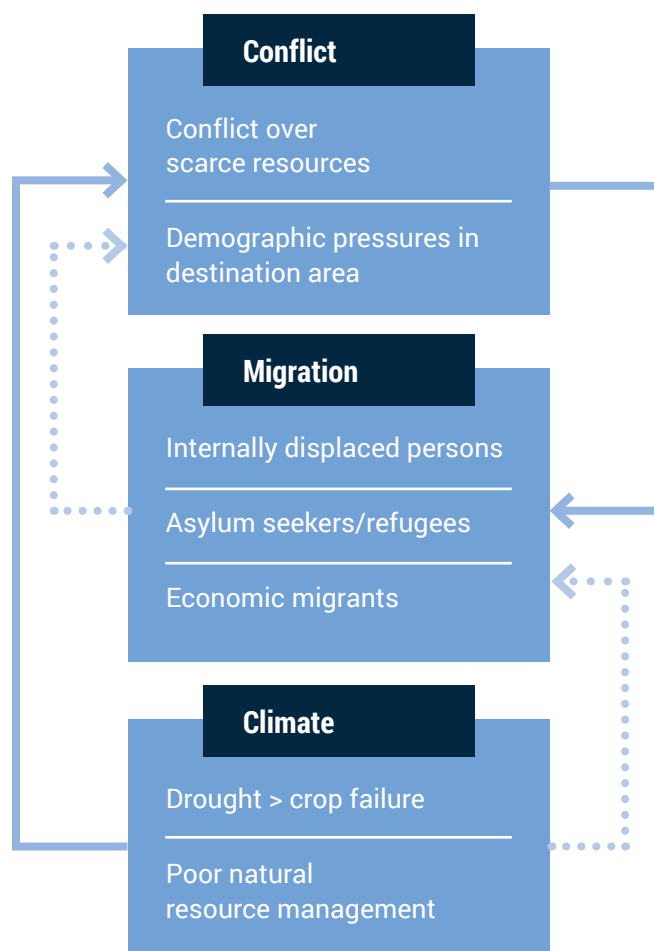 Conflict
Conflict over
scarce resources
Demographic pressures in
destination area
Migration
Internally displaced persons
Asylum seekers/refugees
Economic migrants
Climate
Drought > crop failure
Poor natural
resource management